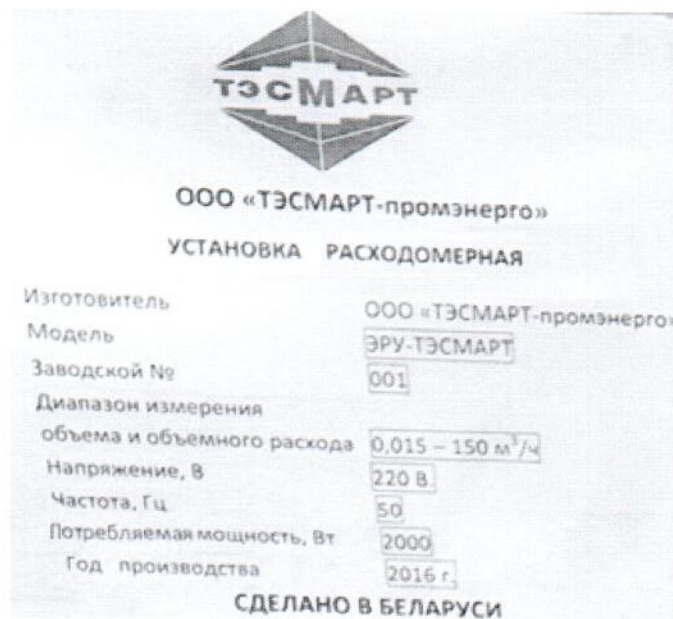 ТЭСМАРТ
ООО «ТЭСМАРТ-промэнерго»
УСТАНОВКА РАСХОДОМЕРНАЯ
Изготовитель ООО «ТЭСМАРТ-промэнерго»
Модель ЭРУ-ТЭСМАРТ
Заводской № 001
Диапазон измерения
объема и объемного расхода 0,015 – 150 м³/ч
Напряжение, В 220 В.
Частота, Гц 50
Потребляемая мощность, Вт 2000
Год производства 2016 г.
СДЕЛАНО В БЕЛАРУСИ